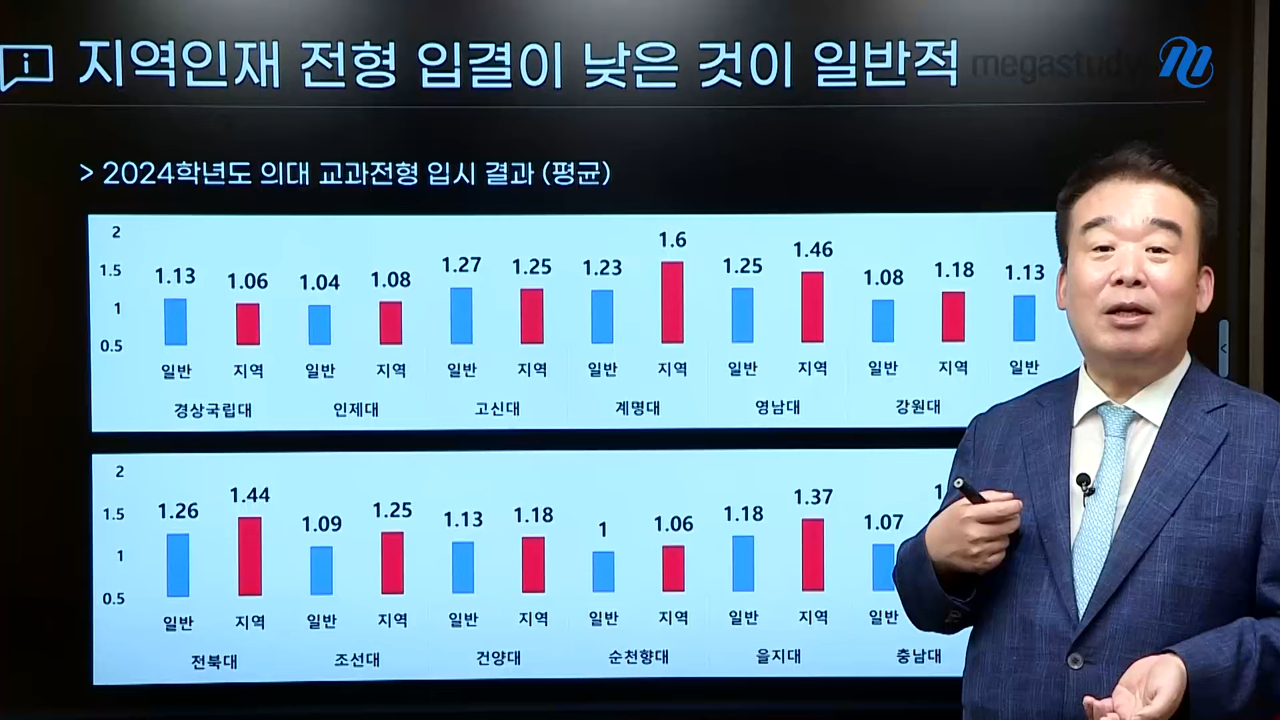 지역인재 전형 입결이 낮은 것이 일반적
megastudy
> 2024학년도 의대 교과전형 입시 결과 (평균)
2
1.5
1
0.5
1.13 1.06 1.04 1.08 1.27 1.25 1.23 1.6 1.25 1.46 1.08 1.18 1.13
일반 지역 일반 지역 일반 지역 일반 지역 일반 지역 일반 지역 일반
경상국립대 인제대 고신대 계명대 영남대 강원대
2
1.5
1
0.5
1.26 1.44 1.09 1.25 1.13 1.18 1 1.06 1.18 1.37 1.07
일반 지역 일반 지역 일반 지역 일반 지역 일반 지역 일반
전북대 조선대 건양대 순천향대 을지대 충남대